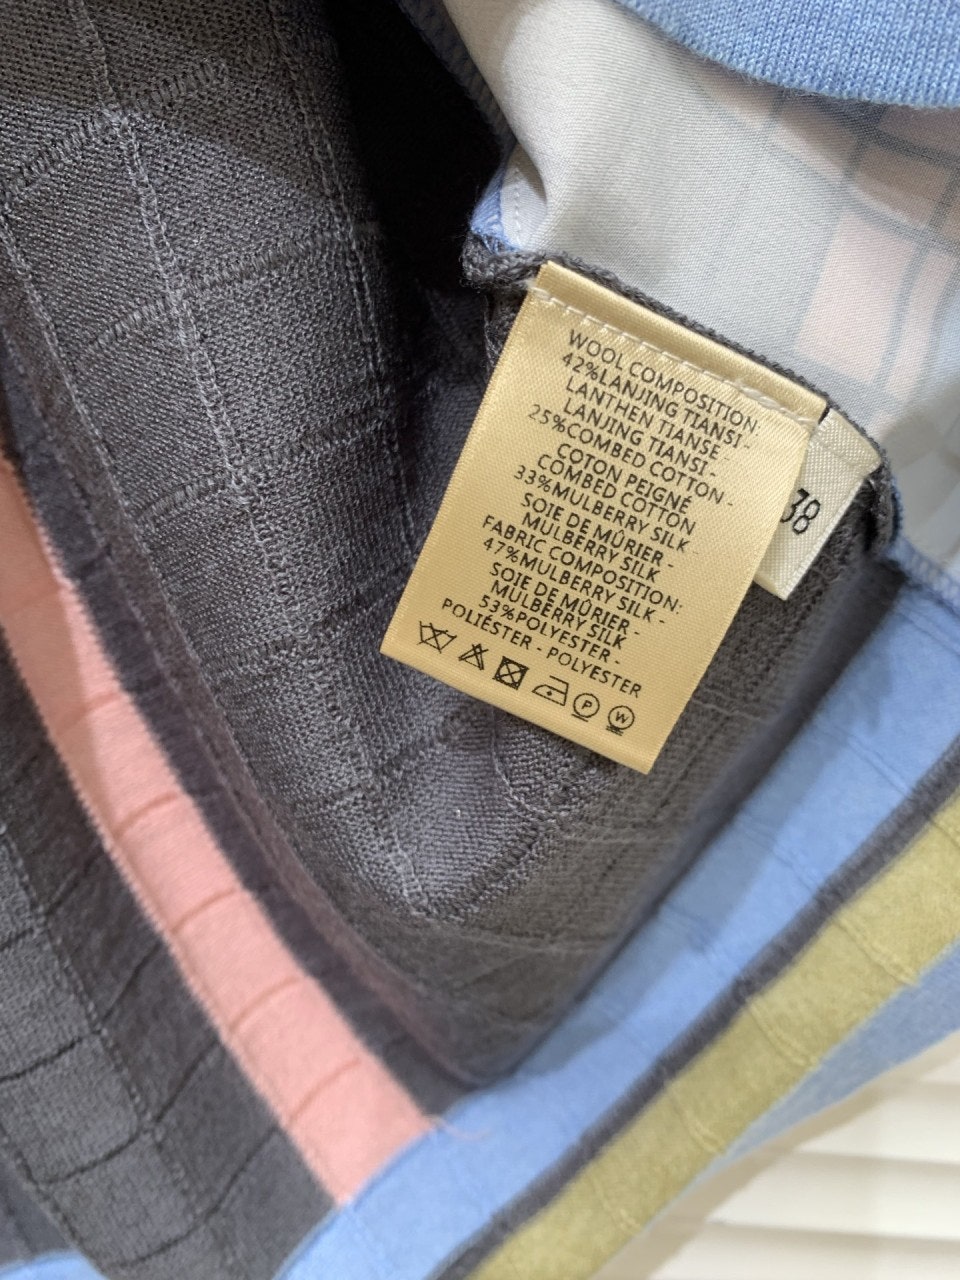 WOOL COMPOSITION:
42%LANJING TIANSI -
LANTHEN TIANSE -
LANJING TIANSI -
25%COMBED COTTON -
COTON PEIGNÉ
COMBED COTTON
33%MULBERRY SILK
SOIE DE MÛRIER -
MULBERRY SILK
FABRIC COMPOSITION:
47%MULBERRY SILK -
SOIE DE MÛRIER -
MULBERRY SILK
53%POLYESTER -
POLIÉSTER - POLYESTER
P W
38